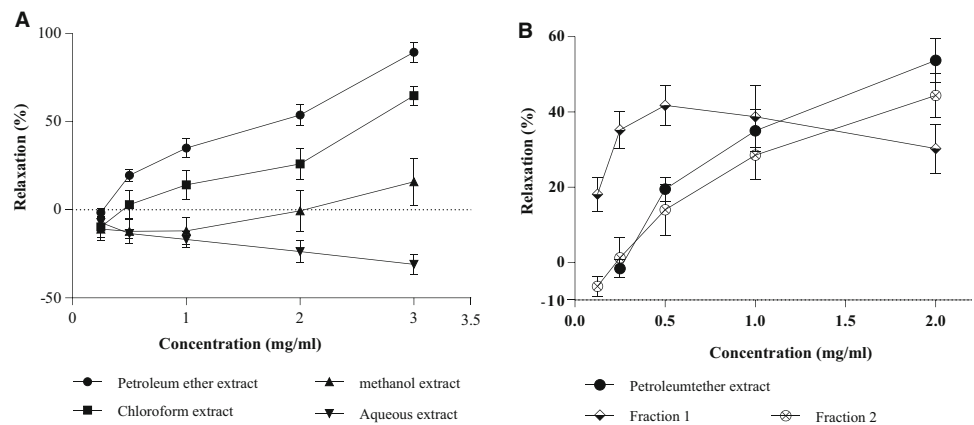 A
100
50
0
-50
Relaxation (%)
0 1 2 3 3.5
Concentration (mg/ml)
Petroleum ether extract
methanol extract
Chloroform extract
Aqueous extract
B
60
40
20
0
-10
Relaxation (%)
0.0 0.5 1.0 1.5 2.0
Concentration (mg/ml)
Petroleumtether extract
Fraction 1
Fraction 2